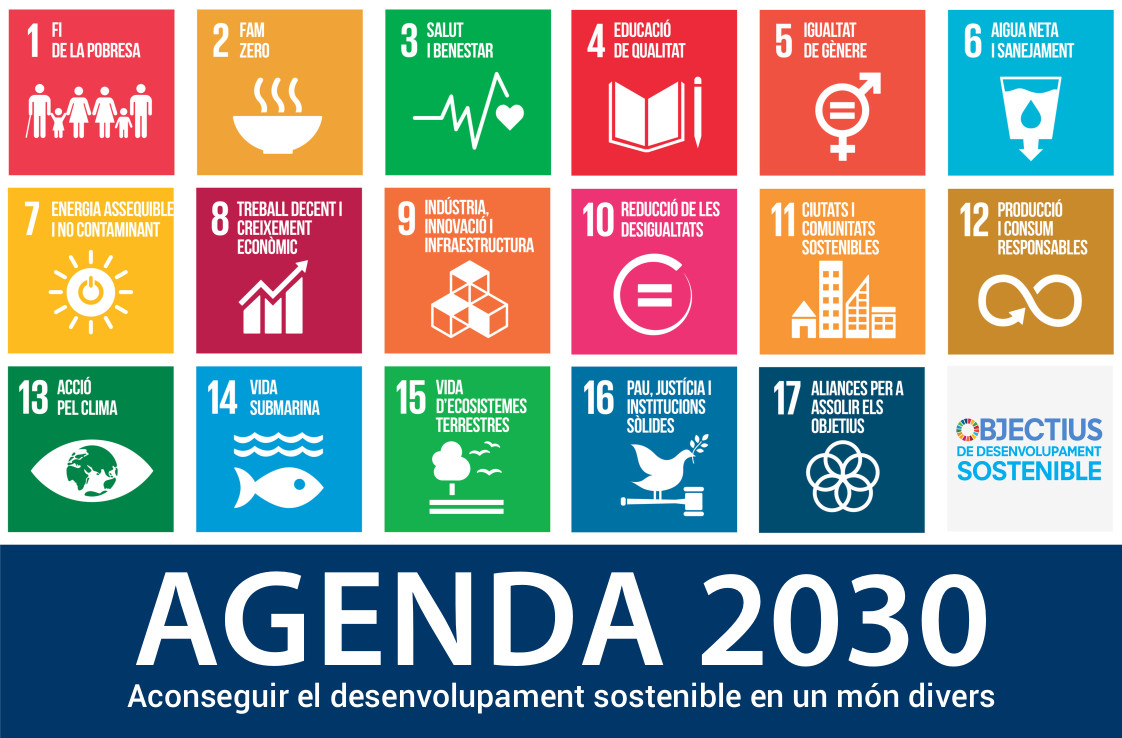 1 FI
DE LA POBRESA
2 FAM
ZERO
3 SALUT
I BENESTAR
4 EDUCACIÓ
DE QUALITAT
5 IGUALTAT
DE GÈNERE
6 AIGUA NETA
I SANEJAMENT
7 ENERGIA ASSEQUIBLE
I NO CONTAMINANT
8 TREBALL DECENT I
CREIXEMENT
ECONÒMIC
9 INDÚSTRIA,
INNOVACIÓ I
INFRAESTRUCTURA
10 REDUCCIÓ DE LES
DESIGUALTATS
11 CIUTATS I
COMUNITATS
SOSTENIBLES
12 PRODUCCIÓ
I CONSUM
RESPONSABLES
13 ACCIÓ
PEL CLIMA
14 VIDA
SUBMARINA
15 VIDA
D'ECOSISTEMES
TERRESTRES
16 PAU, JUSTÍCIA I
INSTITUCIONS
SÒLIDES
17 ALIANCES PER A
ASSOLIR ELS
OBJETIUS
OBJECTIUS
DE DESENVOLUPAMENT
SOSTENIBLE
AGENDA 2030
Aconseguir el desenvolupament sostenible en un món divers